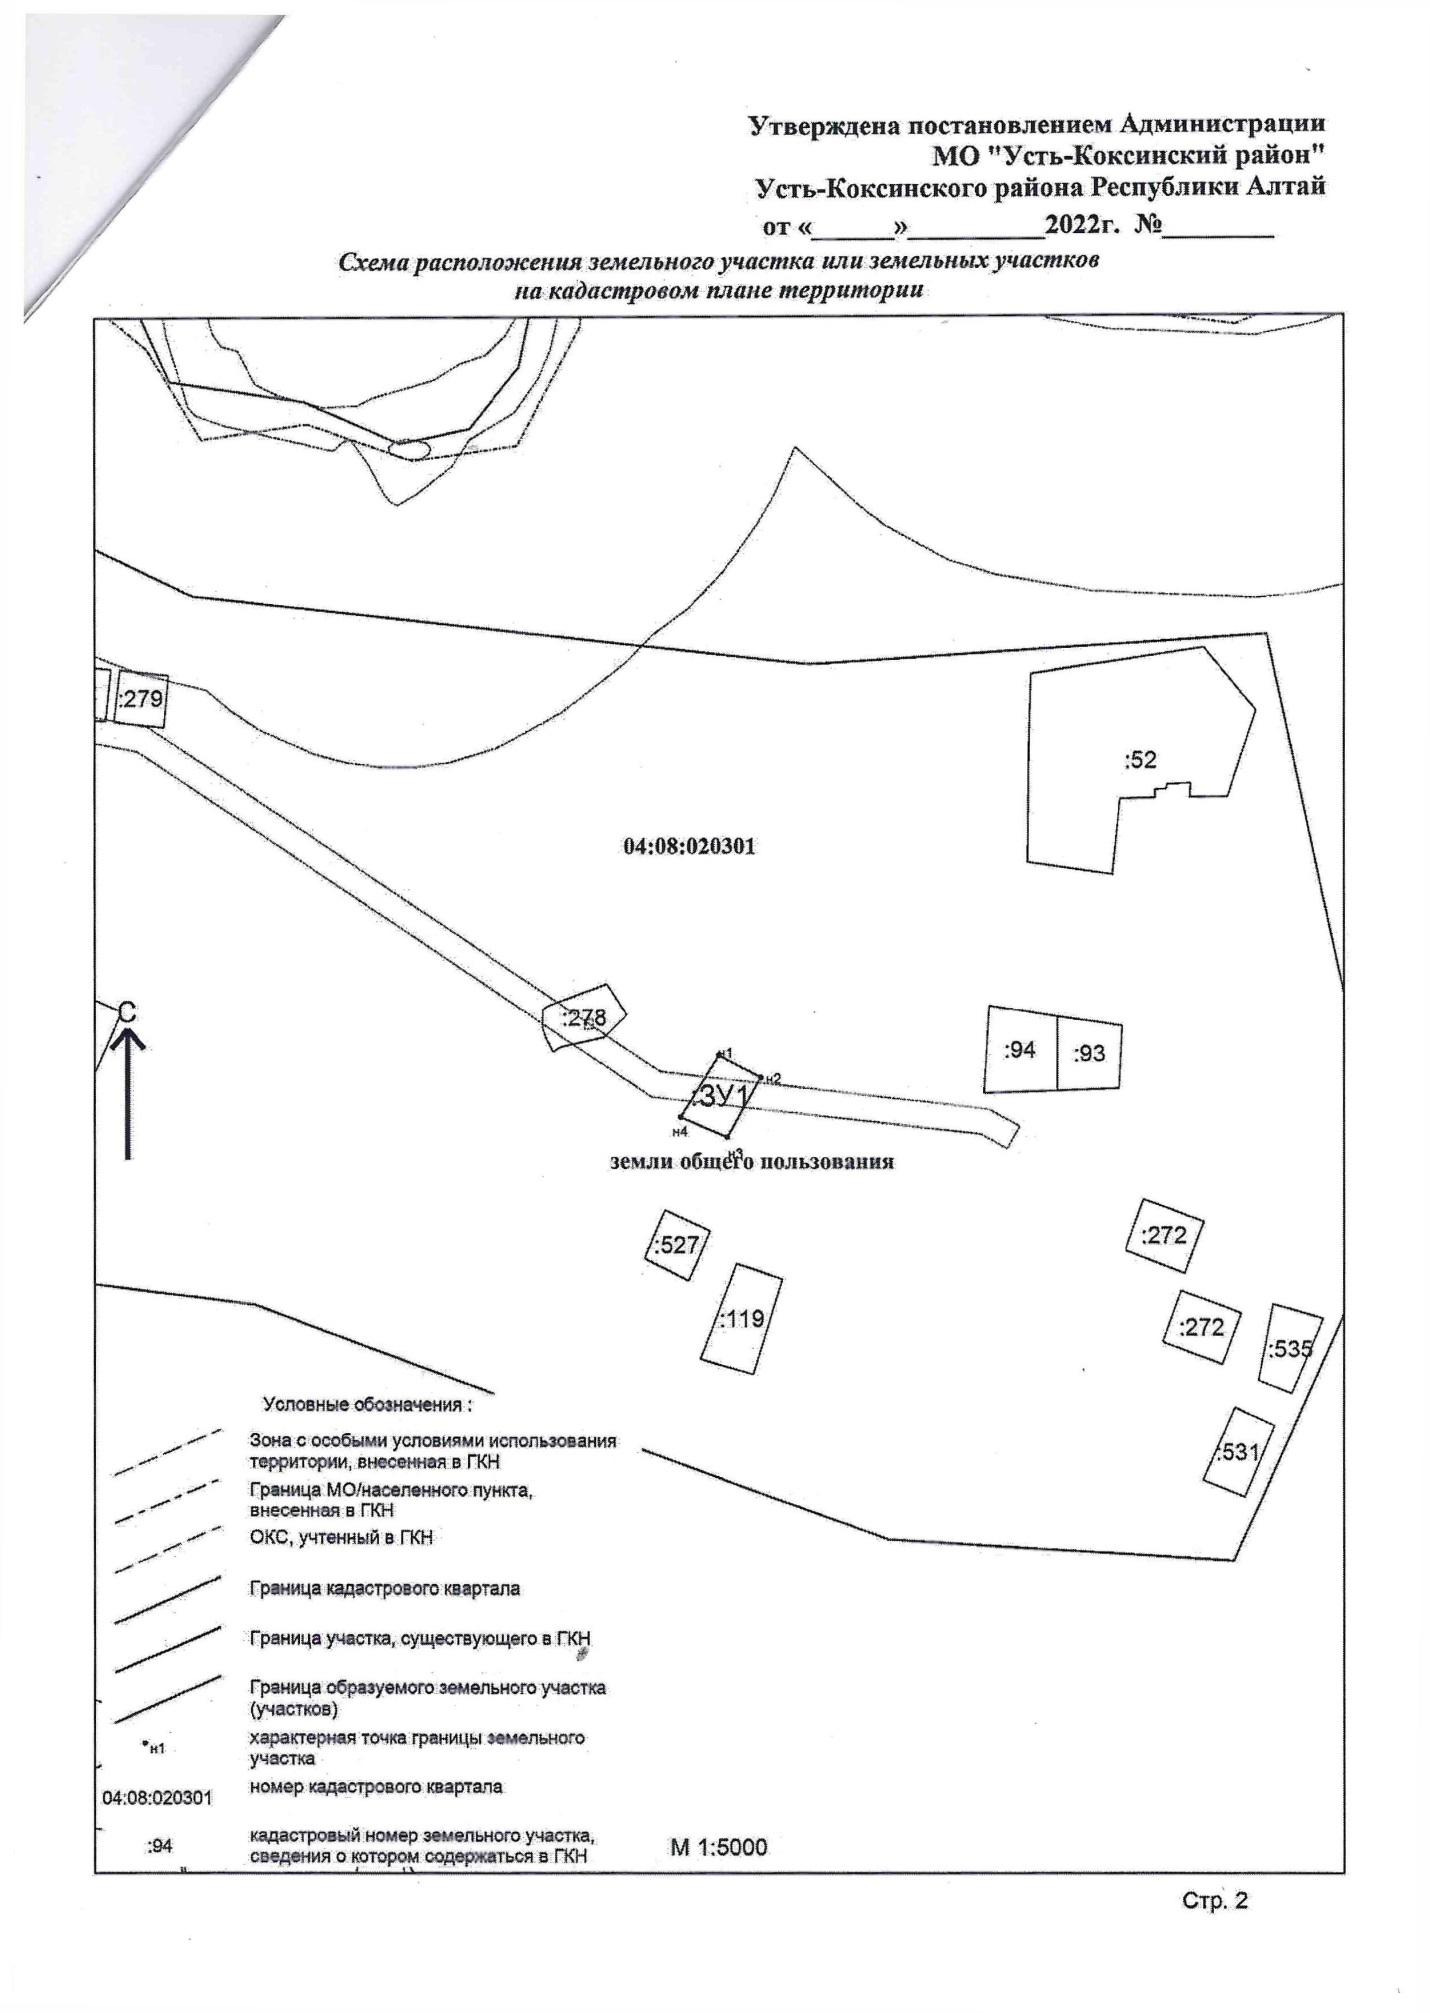 Утверждена постановлением Администрации
МО "Усть-Коксинский район"
Усть-Коксинского района Республики Алтай
от «______»__________2022г. №________
Схема расположения земельного участка или земельных участков
на кадастровом плане территории
:279
:52
04:08:020301
С
:278
:94
:93
н1
н2
:ЗУ1
н4
н3
земли общего пользования
:527
:272
:119
:272
:535
:531
Условные обозначения :
Зона с особыми условиями использования
территории, внесенная в ГКН
Граница МО/населенного пункта,
внесенная в ГКН
ОКС, учтенный в ГКН
Граница кадастрового квартала
Граница участка, существующего в ГКН
Граница образуемого земельного участка
(участков)
н1
характерная точка границы земельного
участка
04:08:020301
номер кадастрового квартала
:94
кадастровый номер земельного участка,
сведения о котором содержаться в ГКН
М 1:5000
Стр. 2